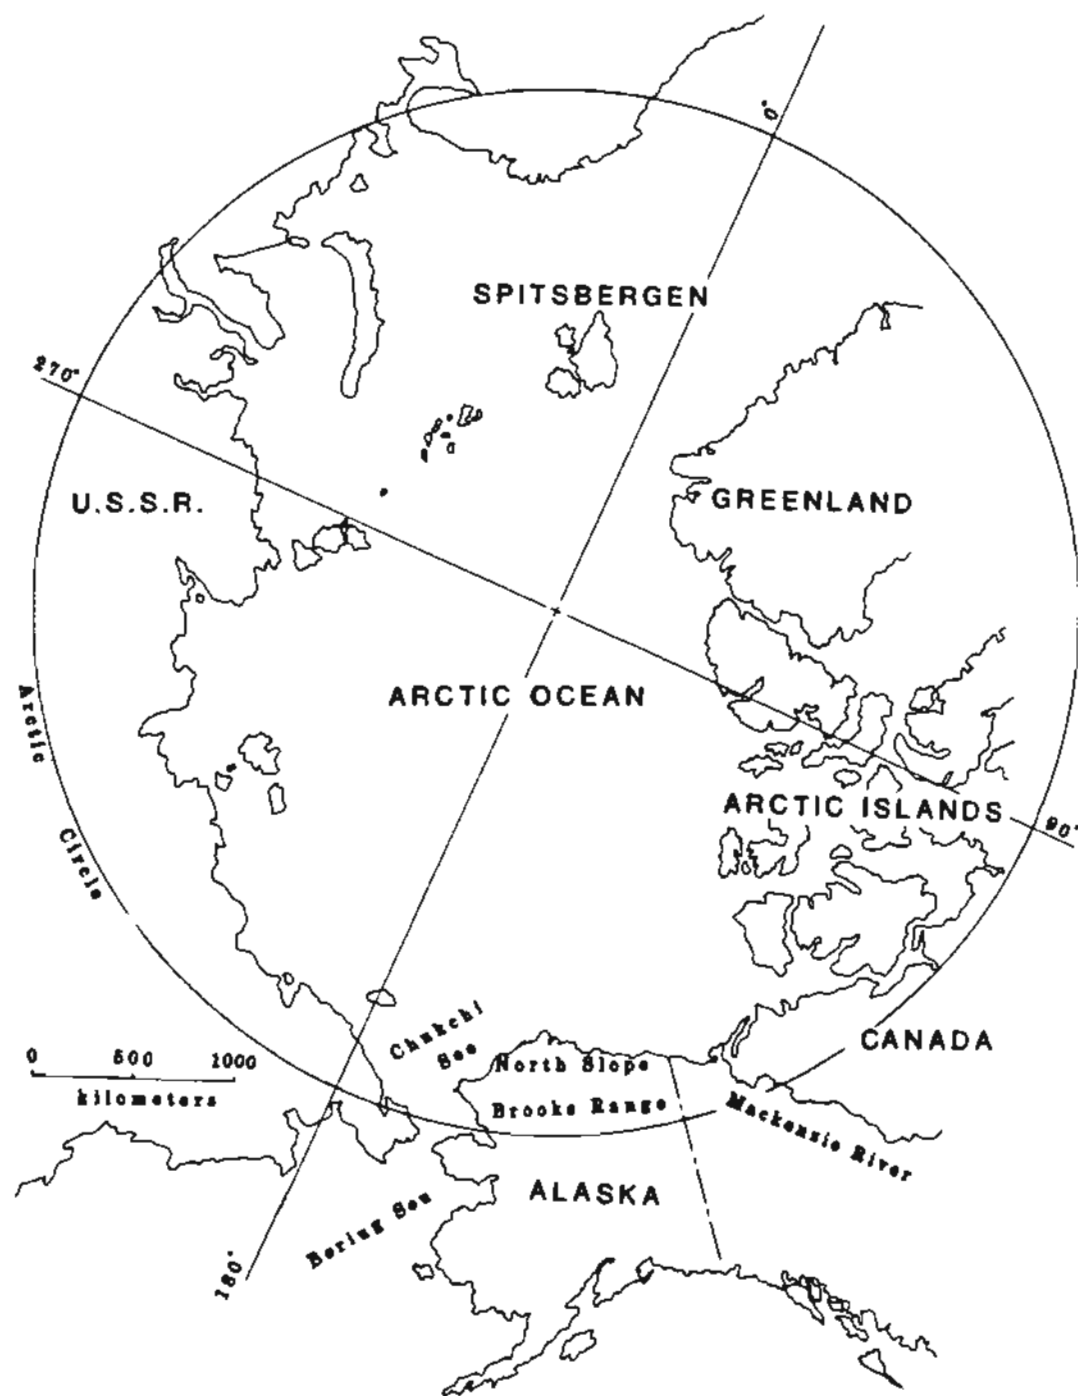 0°
SPITSBERGEN
270°
U.S.S.R.
GREENLAND
ARCTIC OCEAN
Arctic
Circle
ARCTIC ISLANDS
90°
Chukchi
Sea
CANADA
0 500 1000
kilometers
North Slope
Brooks Range
Mackenzie River
ALASKA
Bering Sea
180°